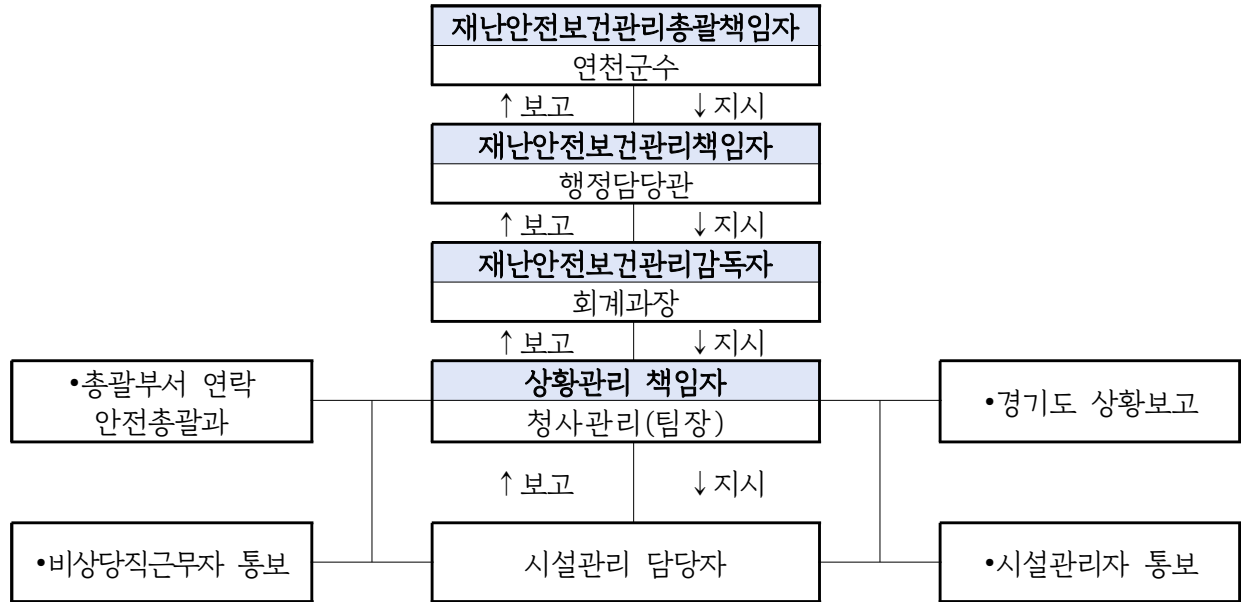 재난안전보건관리총괄책임자
연천군수
↑보고 ↓지시
재난안전보건관리책임자
행정담당관
↑보고 ↓지시
재난안전보건관리감독자
회계과장
↑보고 ↓지시
•총괄부서 연락
안전총괄과
상황관리 책임자
청사관리(팀장)
•경기도 상황보고
↑보고 ↓지시
•비상당직근무자 통보
시설관리 담당자
•시설관리자 통보